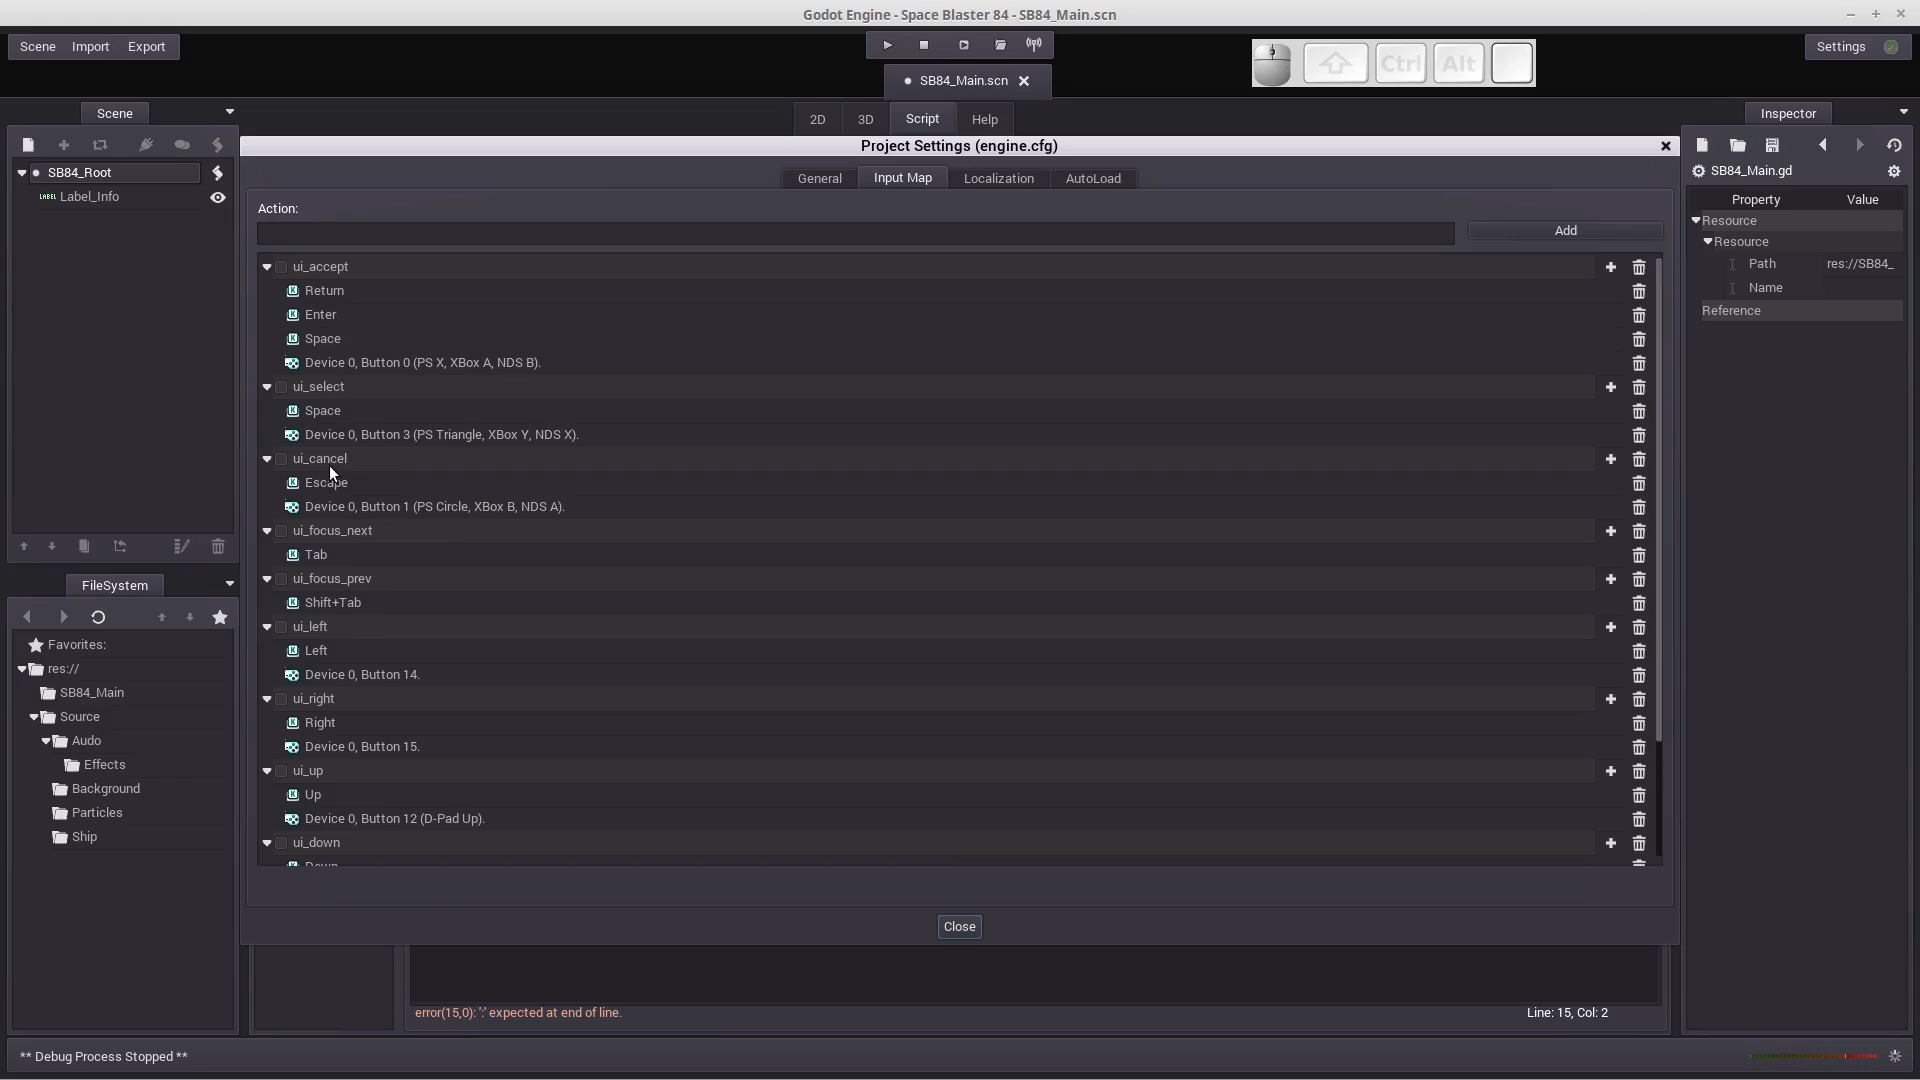 Godot Engine - Space Blaster 84 - SB84_Main.scn
Scene Import Export
Ctrl Alt
Settings
SB84_Main.scn
Scene
2D 3D Script Help
Inspector
Project Settings (engine.cfg)
SB84_Root
Label_Info
General Input Map Localization AutoLoad
SB84_Main.gd
Property Value
Resource
Resource
Path res://SB84_
Name
Reference
Action:
Add
ui_accept
Return
Enter
Space
Device 0, Button 0 (PS X, XBox A, NDS B).
ui_select
Space
Device 0, Button 3 (PS Triangle, XBox Y, NDS X).
ui_cancel
Escape
Device 0, Button 1 (PS Circle, XBox B, NDS A).
ui_focus_next
Tab
ui_focus_prev
Shift+Tab
ui_left
Left
Device 0, Button 14.
ui_right
Right
Device 0, Button 15.
ui_up
Up
Device 0, Button 12 (D-Pad Up).
ui_down
Down
Close
FileSystem
Favorites:
res://
SB84_Main
Source
Audo
Effects
Background
Particles
Ship
error(15,0): ':' expected at end of line.
Line: 15, Col: 2
** Debug Process Stopped **